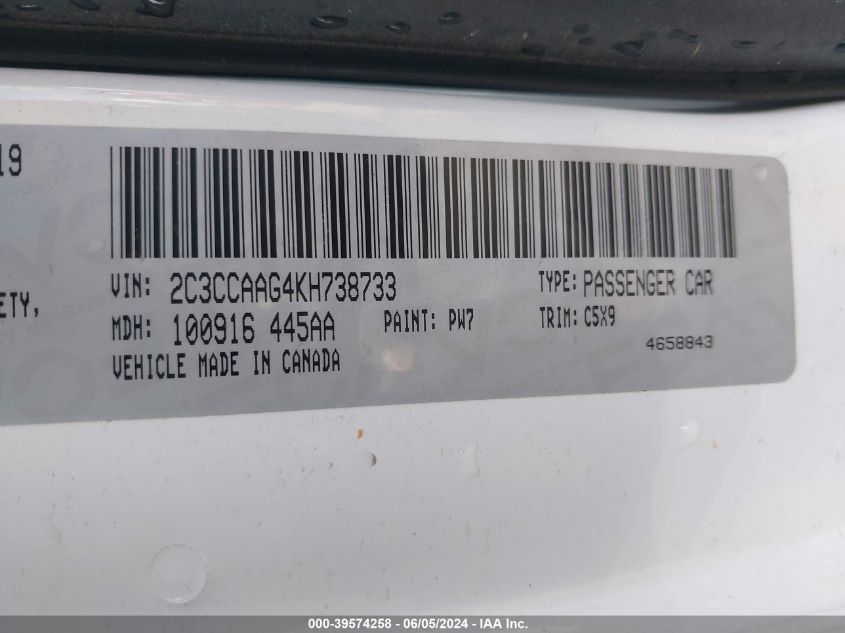 19
ETY,
VIN: 2C3CCAAG4KH738733 TYPE: PASSENGER CAR
MDH: 100916 445AA PAINT: PW7 TRIM: C5X9
4658843
VEHICLE MADE IN CANADA
000-39574258 - 06/05/2024 - IAA Inc.